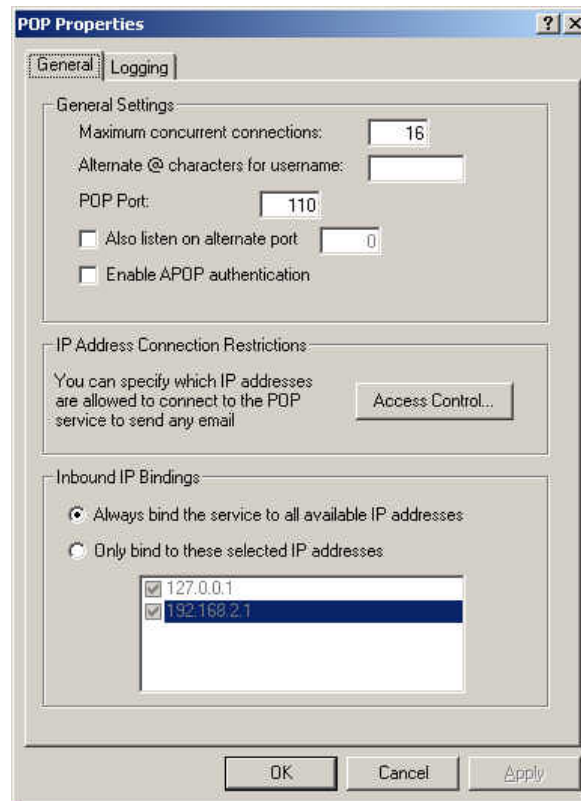 POP Properties
General
Logging
General Settings
Maximum concurrent connections: 16
Alternate @ characters for username:
POP Port: 110
Also listen on alternate port 0
Enable APOP authentication
IP Address Connection Restrictions
You can specify which IP addresses
are allowed to connect to the POP
service to send any email
Access Control...
Inbound IP Bindings
Always bind the service to all available IP addresses
Only bind to these selected IP addresses
127.0.0.1
192.168.2.1
OK Cancel Apply